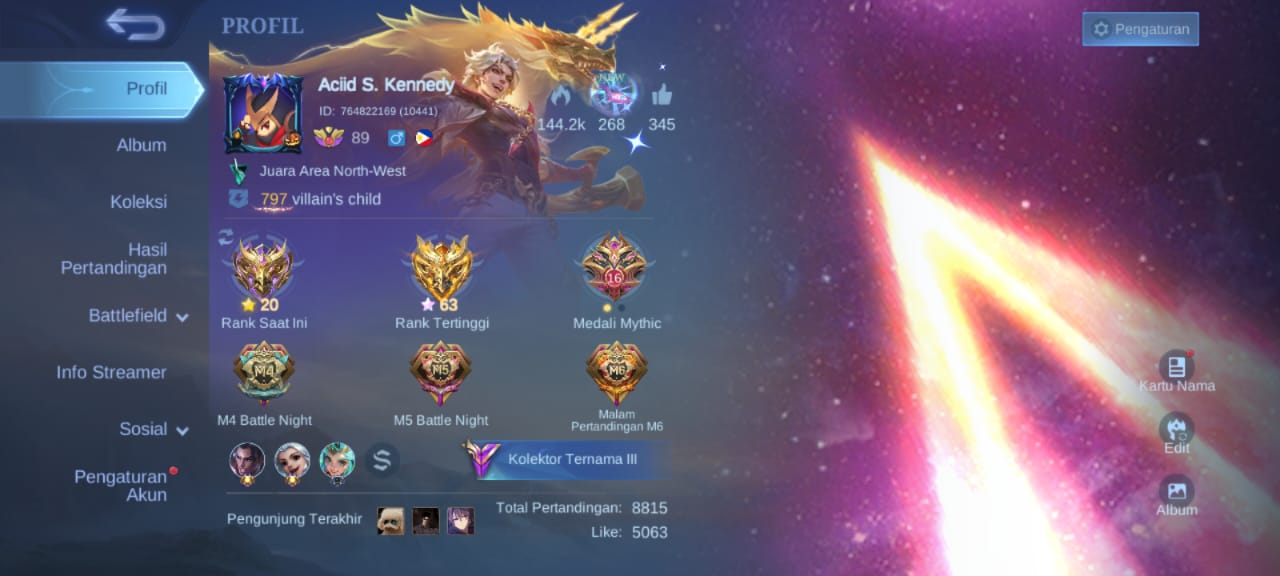 PROFIL
Pengaturan
Profil
Album
Koleksi
Hasil
Pertandingan
Battlefield
Info Streamer
Sosial
Pengaturan
Akun
Aciid S. Kennedy
ID: 764822169 (10441)
89
NEW
144.2k 268 345
Juara Area North-West
797 villain's child
20
Rank Saat Ini
63
Rank Tertinggi
16
Medali Mythic
M4
M4 Battle Night
M5
M5 Battle Night
M6
Malam
Pertandingan M6
Kolektor Ternama III
Pengunjung Terakhir
Total Pertandingan: 8815
Like: 5063
Kartu Nama
Edit
Album